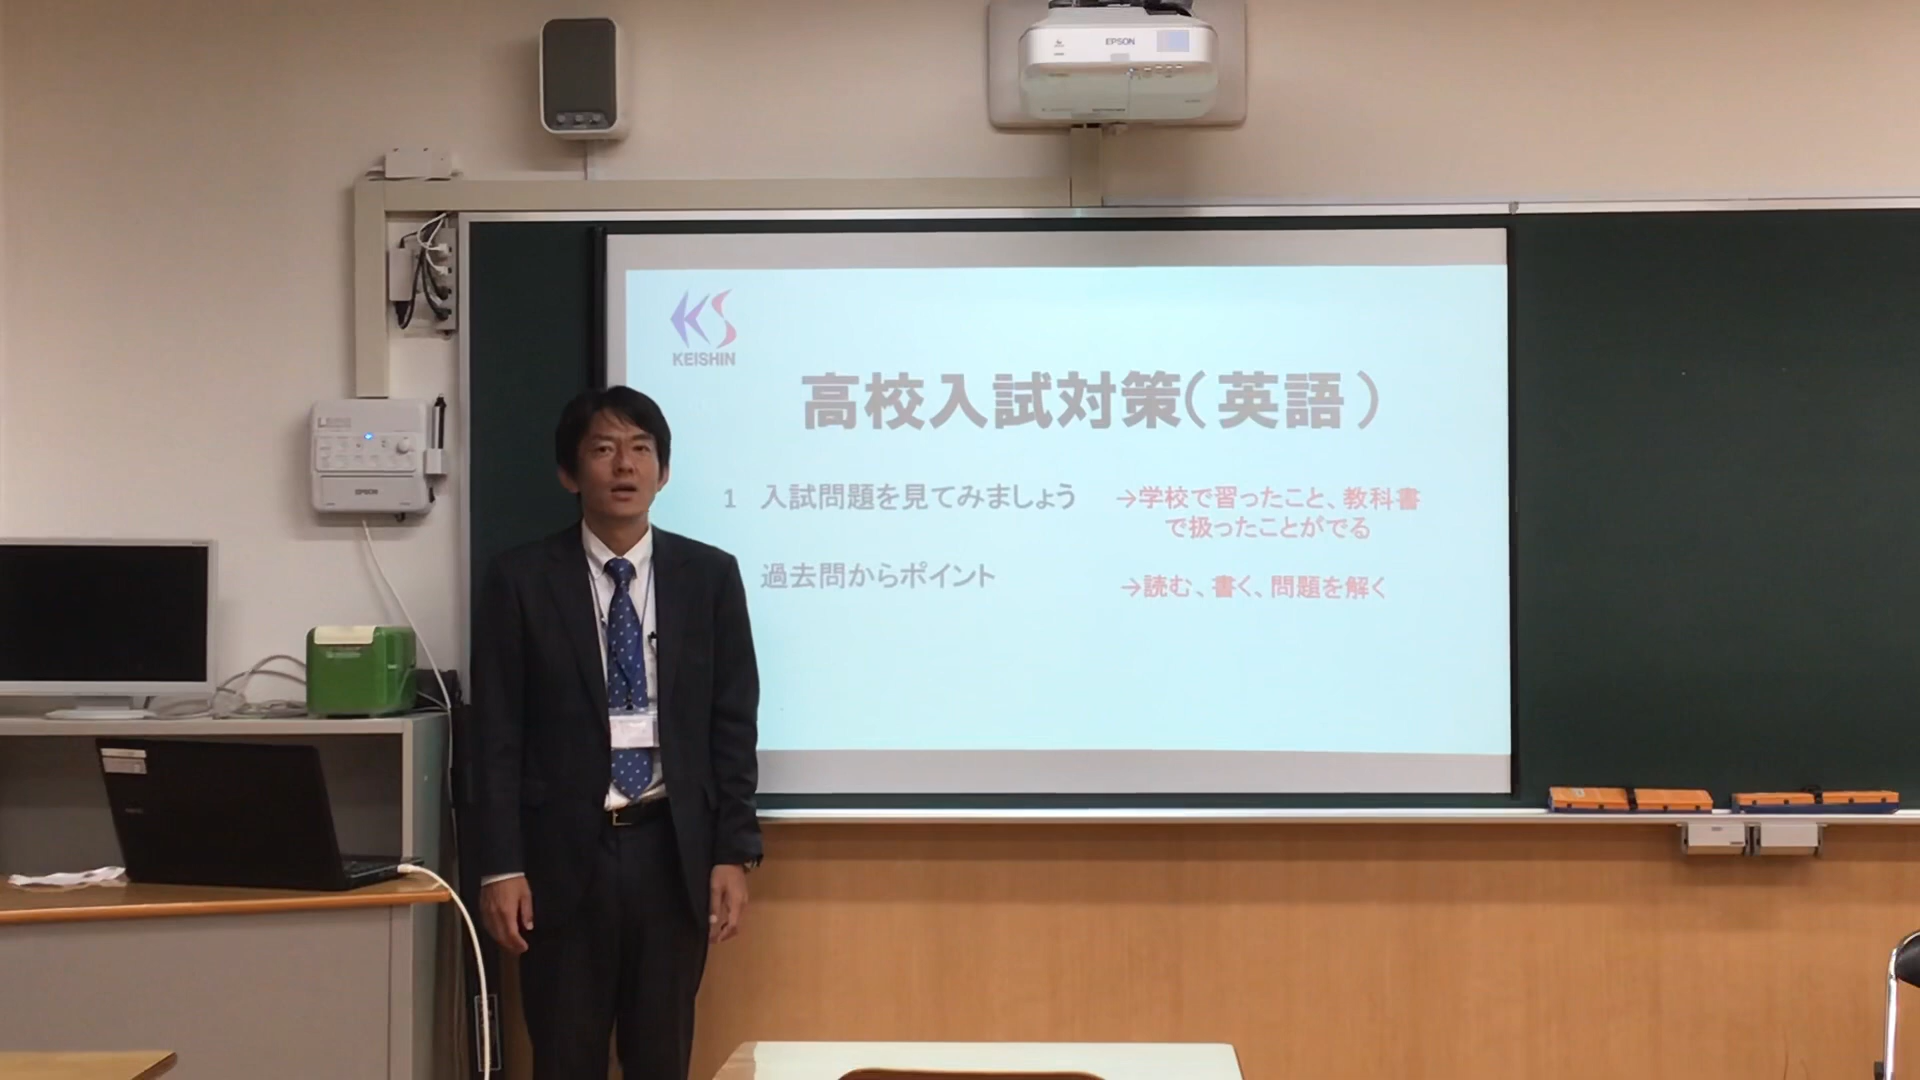 EPSON
KS
KEISHIN
高校入試対策(英語)
1 入試問題を見てみましょう
→学校で習ったこと、教科書
で扱ったことがでる
過去問からポイント
→読む、書く、問題を解く
EPSON